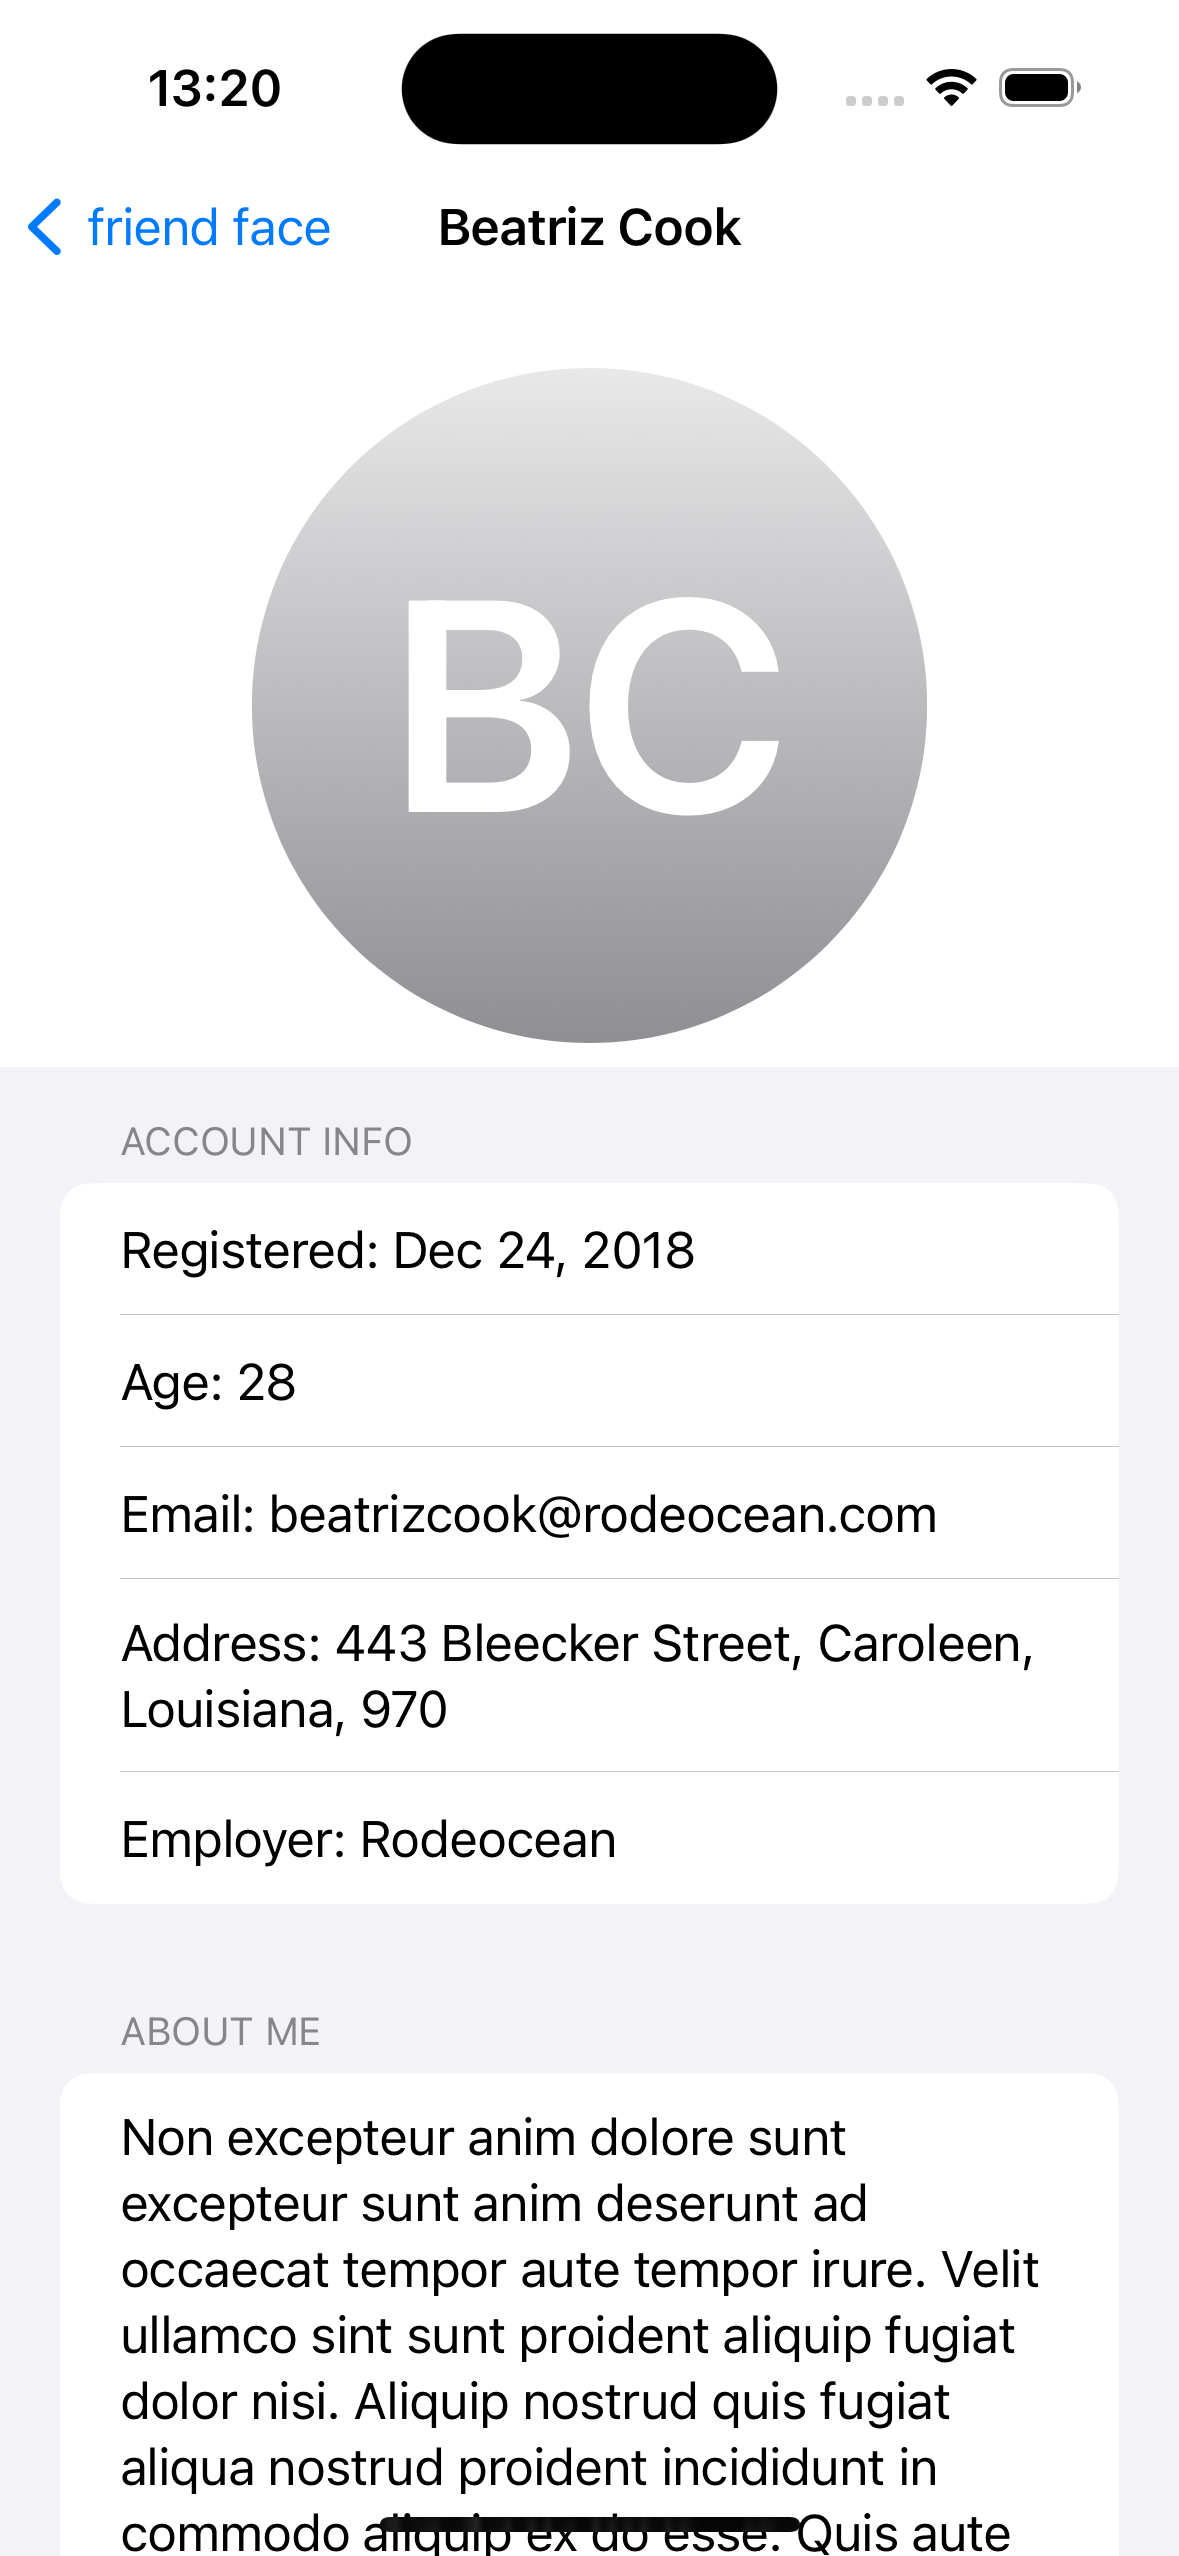 13:20
friend face
Beatriz Cook
BC
ACCOUNT INFO
Registered: Dec 24, 2018
Age: 28
Email: beatrizcook@rodeocean.com
Address: 443 Bleecker Street, Caroleen,
Louisiana, 970
Employer: Rodeocean
ABOUT ME
Non excepteur anim dolore sunt
excepteur sunt anim deserunt ad
occaecat tempor aute tempor irure. Velit
ullamco sint sunt proident aliquip fugiat
dolor nisi. Aliquip nostrud quis fugiat
aliqua nostrud proident incididunt in
commodo aliquip ex do esse. Quis aute